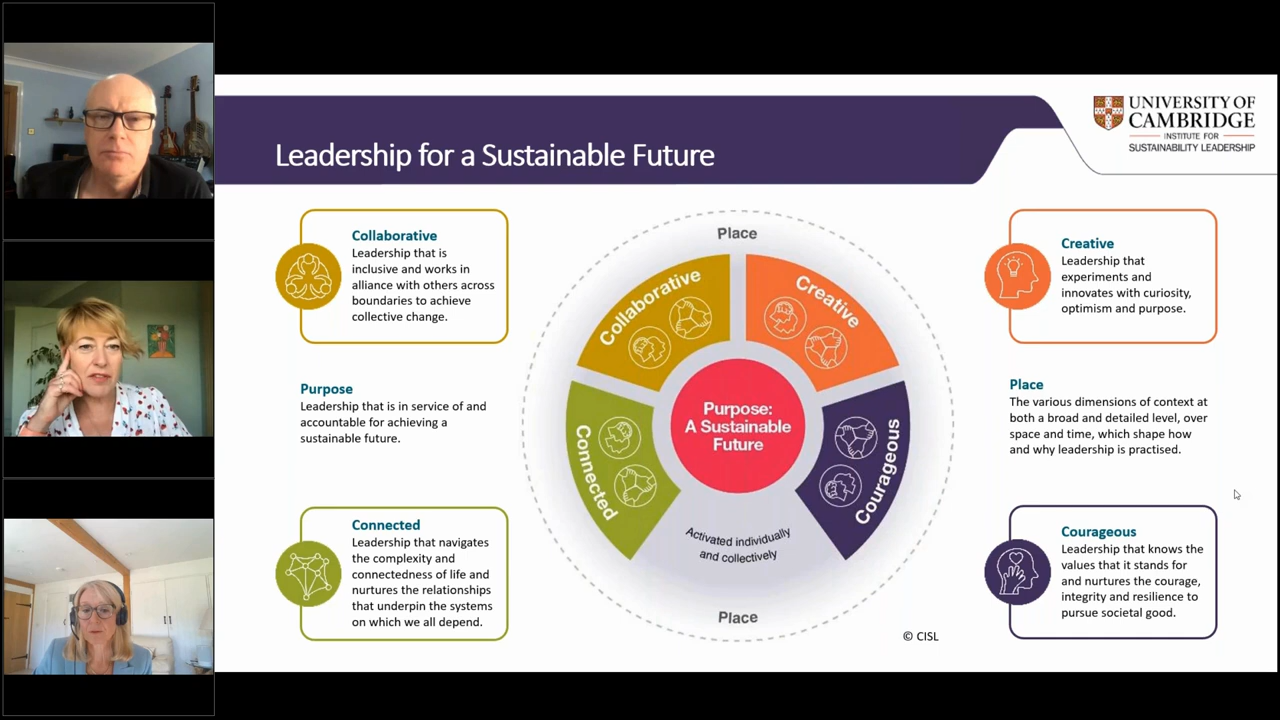 Leadership for a Sustainable Future
UNIVERSITY OF
CAMBRIDGE
INSTITUTE FOR
SUSTAINABILITY LEADERSHIP
Collaborative
Leadership that is
inclusive and works in
alliance with others across
boundaries to achieve
collective change.
Purpose
Leadership that is in service of and
accountable for achieving a
sustainable future.
Connected
Leadership that navigates
the complexity and
connectedness of life and
nurtures the relationships
that underpin the systems
on which we all depend.
Place
Collaborative
Creative
Connected
Courageous
Purpose:
A Sustainable
Future
Activated individually
and collectively
Place
© CISL
Creative
Leadership that
experiments and
innovates with curiosity,
optimism and purpose.
Place
The various dimensions of context at
both a broad and detailed level, over
space and time, which shape how
and why leadership is practised.
Courageous
Leadership that knows the
values that it stands for
and nurtures the courage,
integrity and resilience to
pursue societal good.